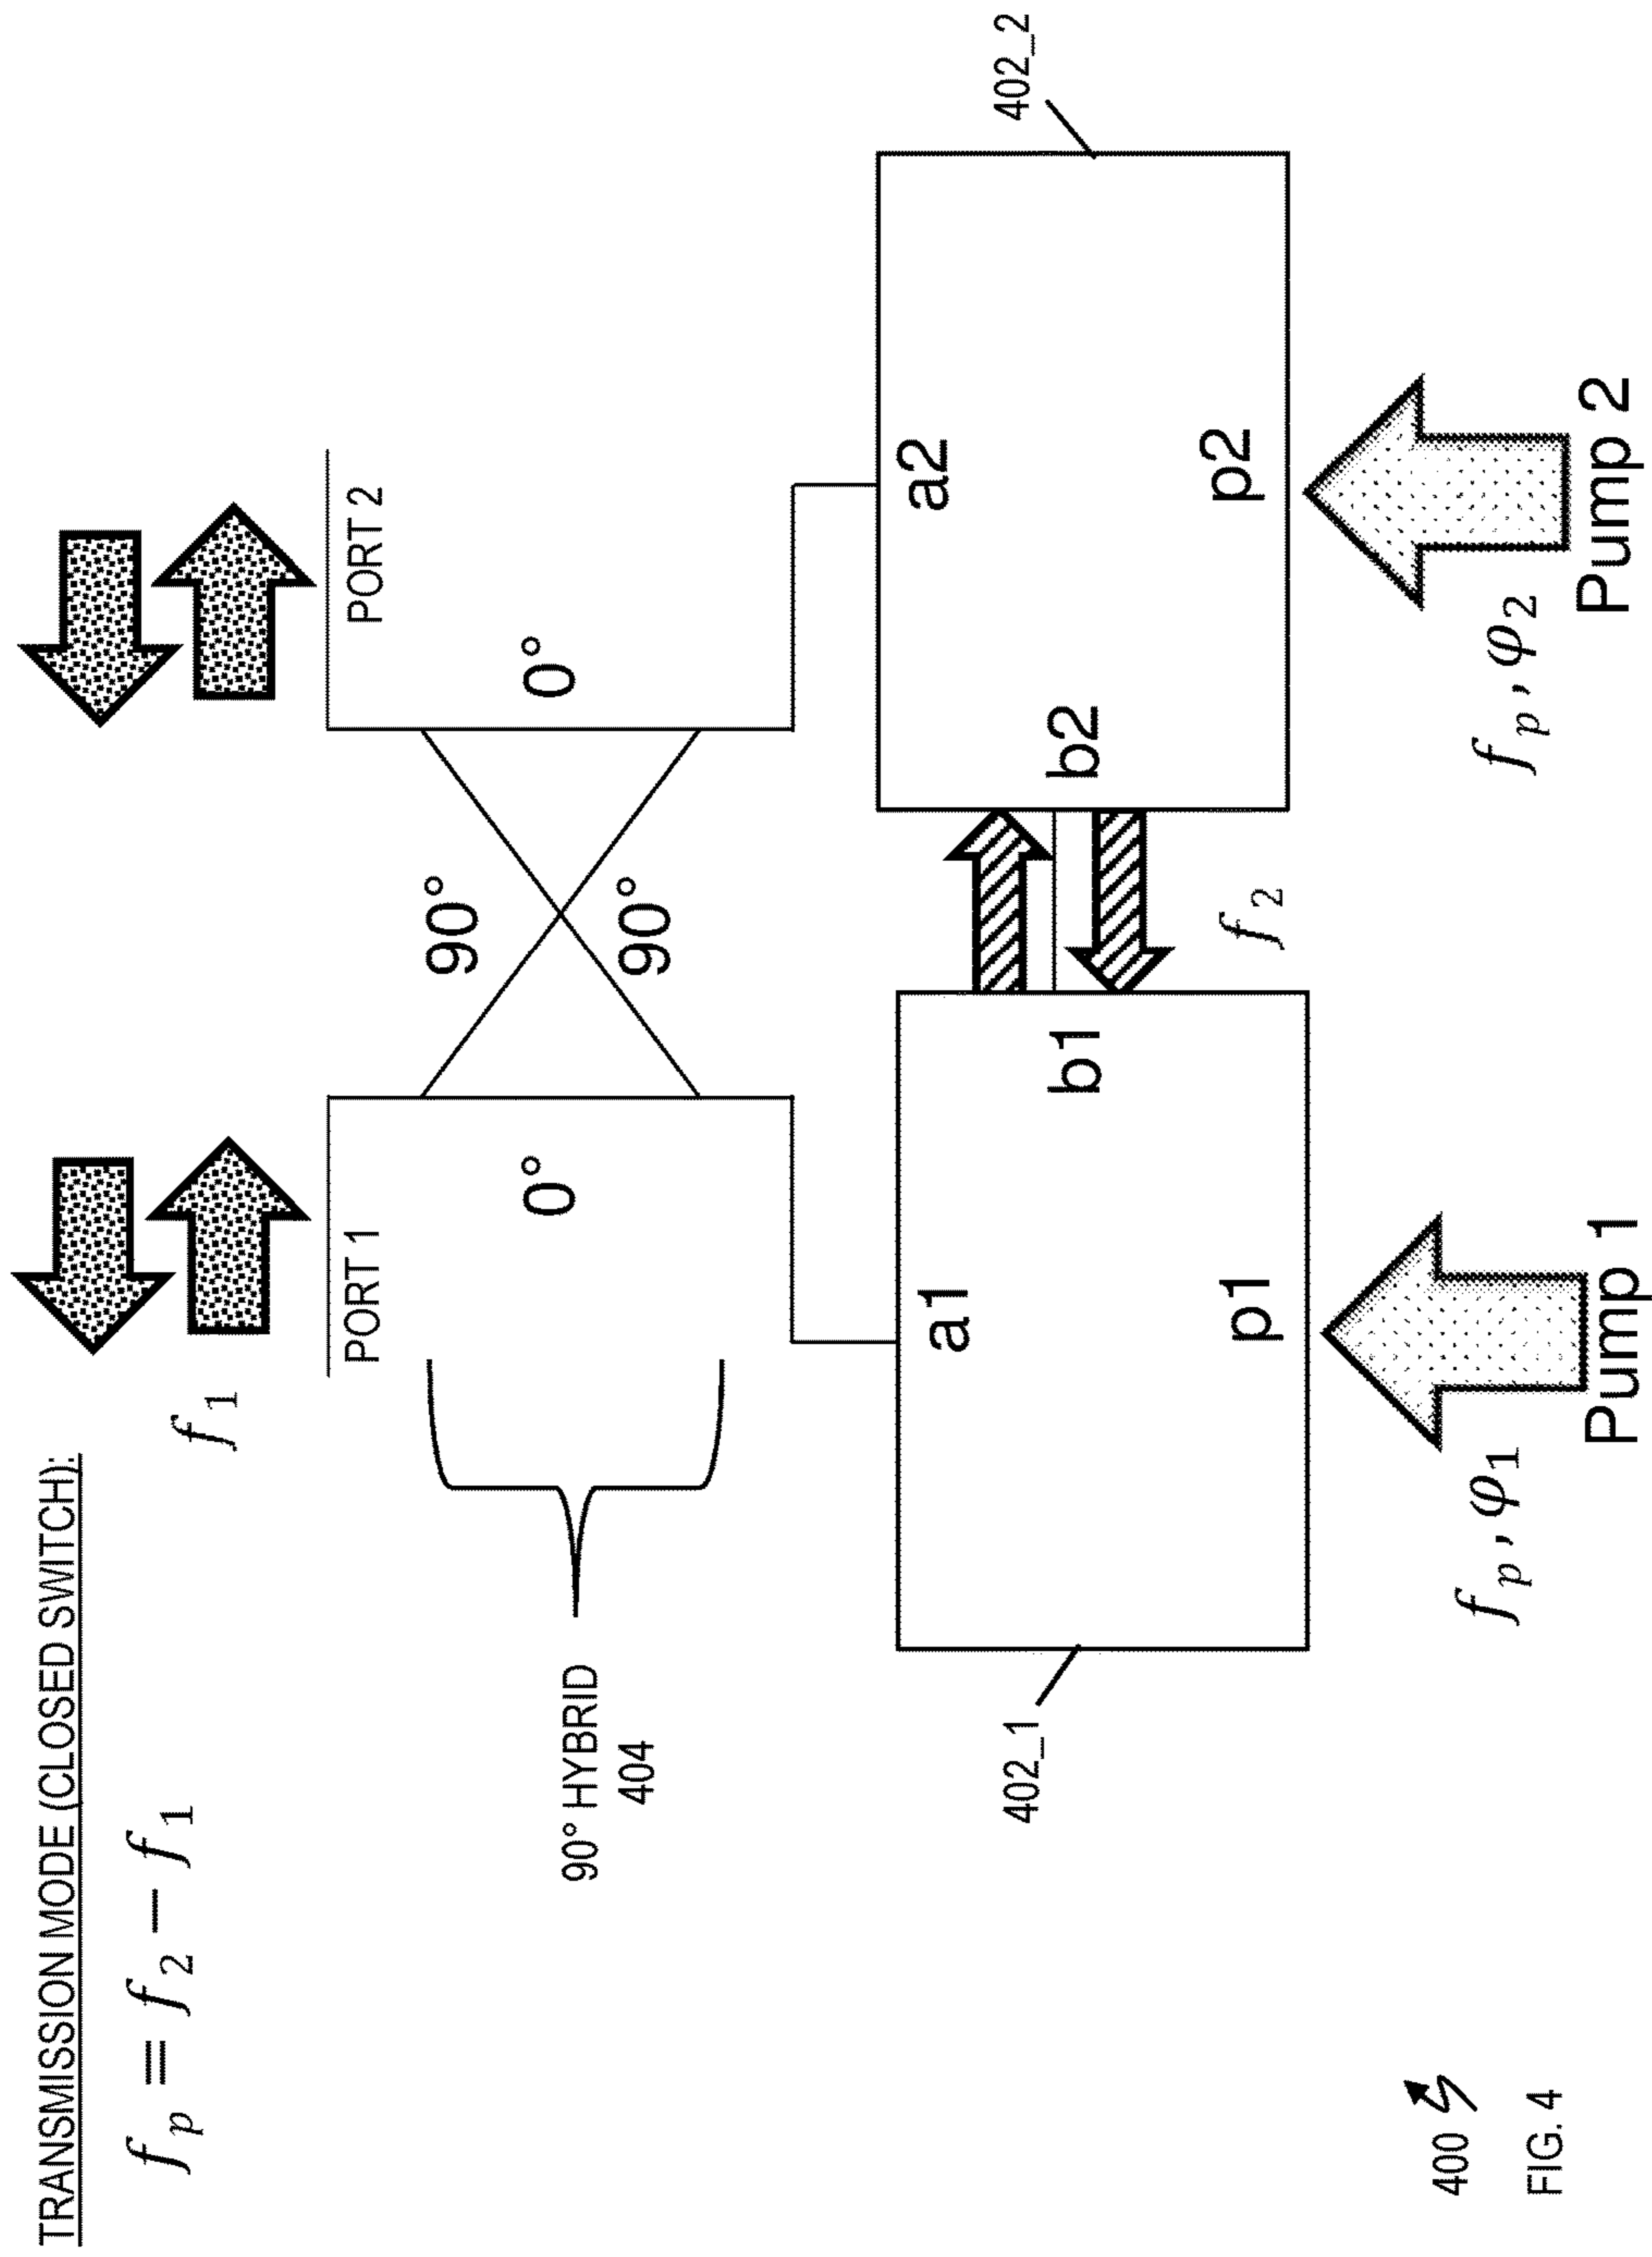 TRANSMISSION MODE (CLOSED SWITCH):
f_p = f_2 − f_1
f_1
PORT 1
PORT 2
90° HYBRID
404
0°
90°
90°
0°
402_1
402_2
a1
a2
b1
b2
f_2
p1
p2
f_p, φ_1
f_p, φ_2
Pump 1
Pump 2
400
FIG. 4